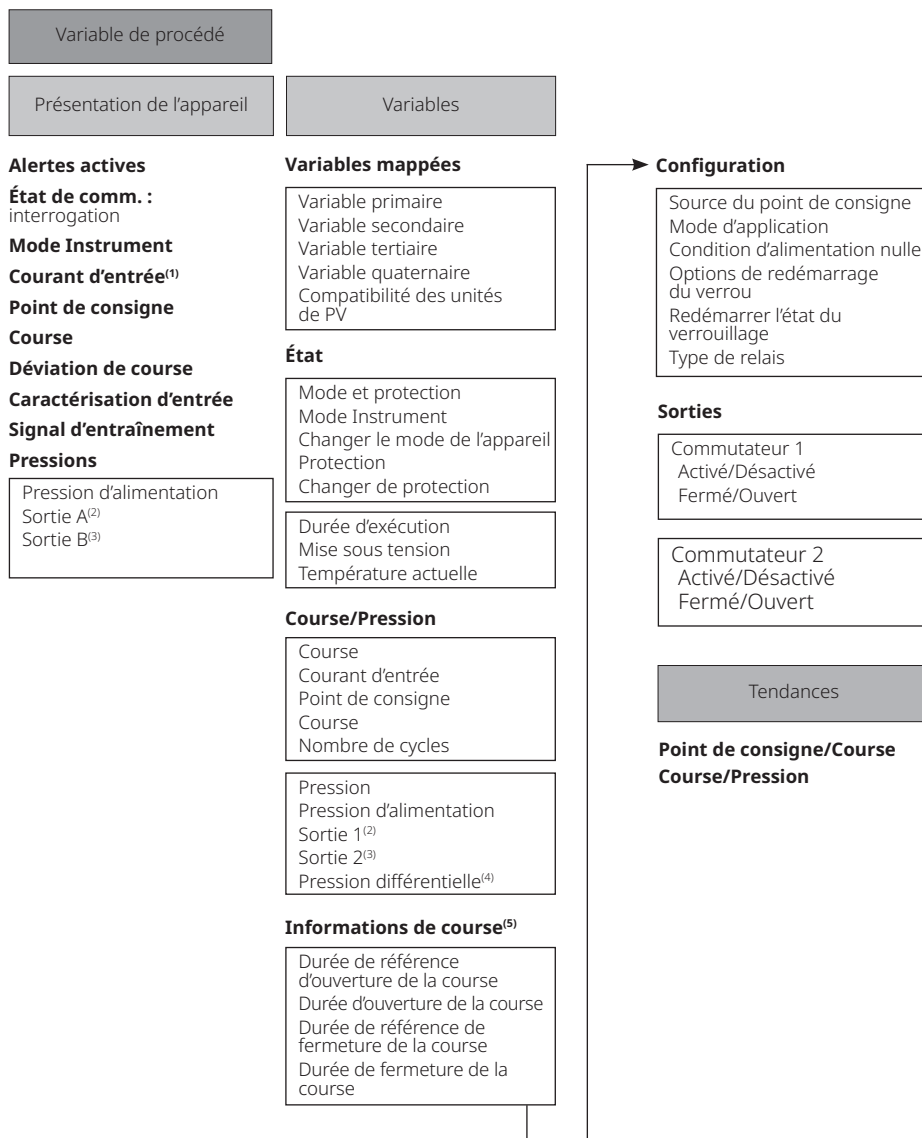 Variable de procédé
Présentation de l'appareil
Alertes actives
État de comm. :
interrogation
Mode Instrument
Courant d'entrée(1)
Point de consigne
Course
Déviation de course
Caractérisation d'entrée
Signal d'entraînement
Pressions
Pression d'alimentation
Sortie A(2)
Sortie B(3)
Variables
Variables mappées
Variable primaire
Variable secondaire
Variable tertiaire
Variable quaternaire
Compatibilité des unités
de PV
État
Mode et protection
Mode Instrument
Changer le mode de l'appareil
Protection
Changer de protection
Durée d'exécution
Mise sous tension
Température actuelle
Course/Pression
Course
Courant d'entrée
Point de consigne
Course
Nombre de cycles
Pression
Pression d'alimentation
Sortie 1(2)
Sortie 2(3)
Pression différentielle(4)
Informations de course(5)
Durée de référence
d'ouverture de la course
Durée d'ouverture de la course
Durée de référence de
fermeture de la course
Durée de fermeture de la
course
Configuration
Source du point de consigne
Mode d'application
Condition d'alimentation nulle
Options de redémarrage
du verrou
Redémarrer l'état du
verrouillage
Type de relais
Sorties
Commutateur 1
Activé/Désactivé
Fermé/Ouvert
Commutateur 2
Activé/Désactivé
Fermé/Ouvert
Tendances
Point de consigne/Course
Course/Pression